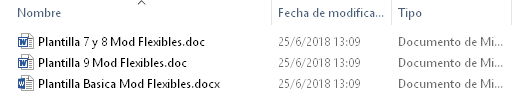 Nombre Fecha de modifica... Tipo
Plantilla 7 y 8 Mod Flexibles.doc 25/6/2018 13:09 Documento de Mi...
Plantilla 9 Mod Flexibles.doc 25/6/2018 13:09 Documento de Mi...
Plantilla Basica Mod Flexibles.docx 25/6/2018 13:09 Documento de Mi...